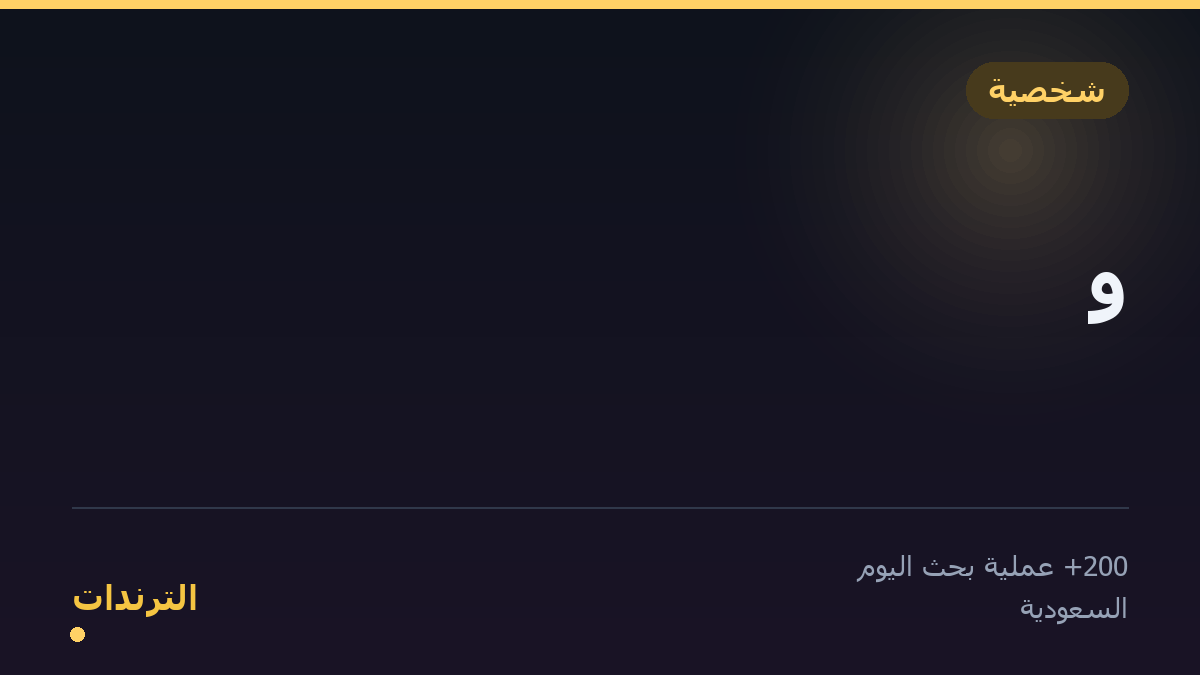 شخصية
و
200+ عملية بحث اليوم
السعودية
الترندات